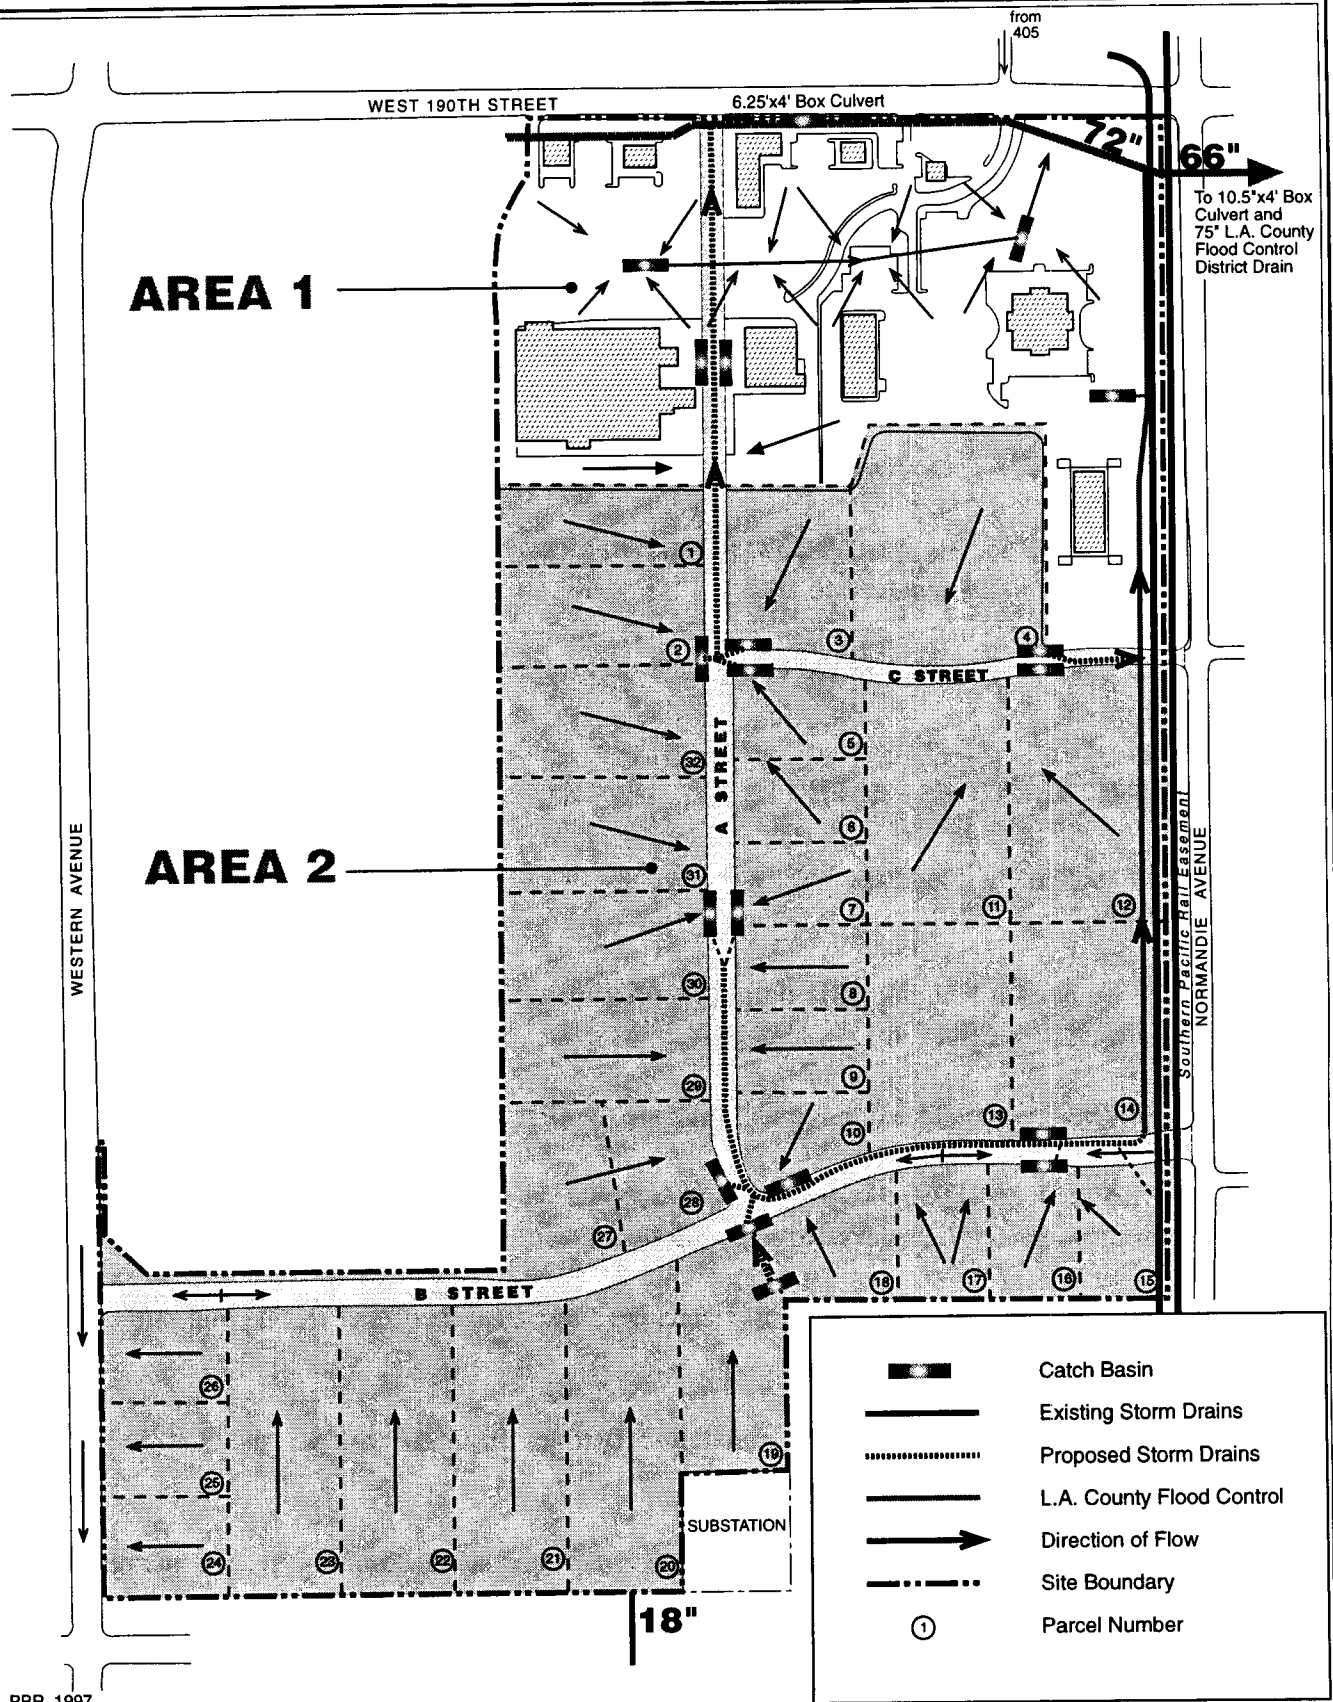 from
405
WEST 190TH STREET
6.25'x4' Box Culvert
72"
66"
To 10.5"x4' Box
Culvert and
75" L.A. County
Flood Control
District Drain
AREA 1
1
2
3
4
C STREET
5
32
A STREET
6
AREA 2
31
7
11
12
WESTERN AVENUE
Southern Pacific Rail Easement
NORMANDIE AVENUE
30
8
29
9
10
13
14
28
27
18
17
16
15
B STREET
26
25
24
23
22
21
20
19
SUBSTATION
18"
Catch Basin
Existing Storm Drains
Proposed Storm Drains
L.A. County Flood Control
Direction of Flow
Site Boundary
1 Parcel Number
1997